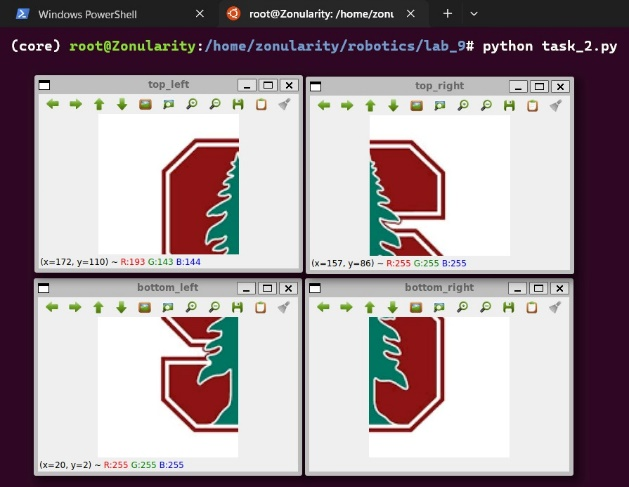 Windows PowerShell
root@Zonularity: /home/zonu
(core) root@Zonularity:/home/zonularity/robotics/lab_9# python task_2.py
top_left
top_right
(x=172, y=110) ~ R:193 G:143 B:144
(x=157, y=86) ~ R:255 G:255 B:255
bottom_left
bottom_right
(x=20, y=2) ~ R:255 G:255 B:255